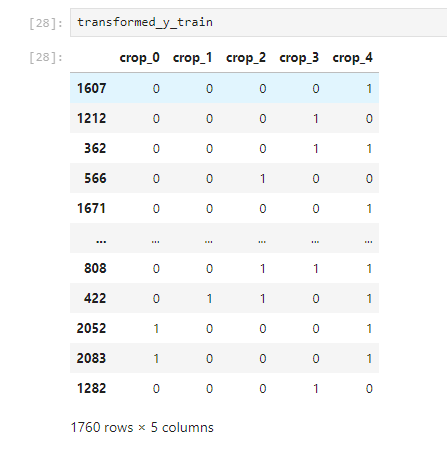 [28]: transformed_y_train
[28]: crop_0 crop_1 crop_2 crop_3 crop_4
1607 0 0 0 0 1
1212 0 0 0 1 0
362 0 0 0 1 1
566 0 0 1 0 0
1671 0 0 0 0 1
... ... ... ... ... ...
808 0 0 1 1 1
422 0 1 1 0 1
2052 1 0 0 0 1
2083 1 0 0 0 1
1282 0 0 0 1 0
1760 rows × 5 columns